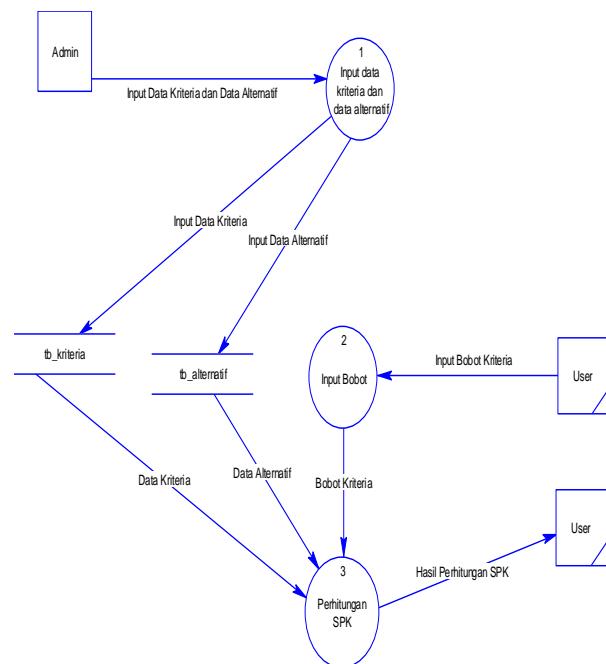 Admin
1
Input data
kriteria dan
data alternatif
Input Data Kriteria dan Data Alternatif
Input Data Kriteria
Input Data Alternatif
tb_kriteria
tb_alternatif
2
Input Bobot
Input Bobot Kriteria
User
Data Kriteria
Data Alternatif
Bobot Kriteria
User
3
Perhitungan
SPK
Hasil Perhitungan SPK